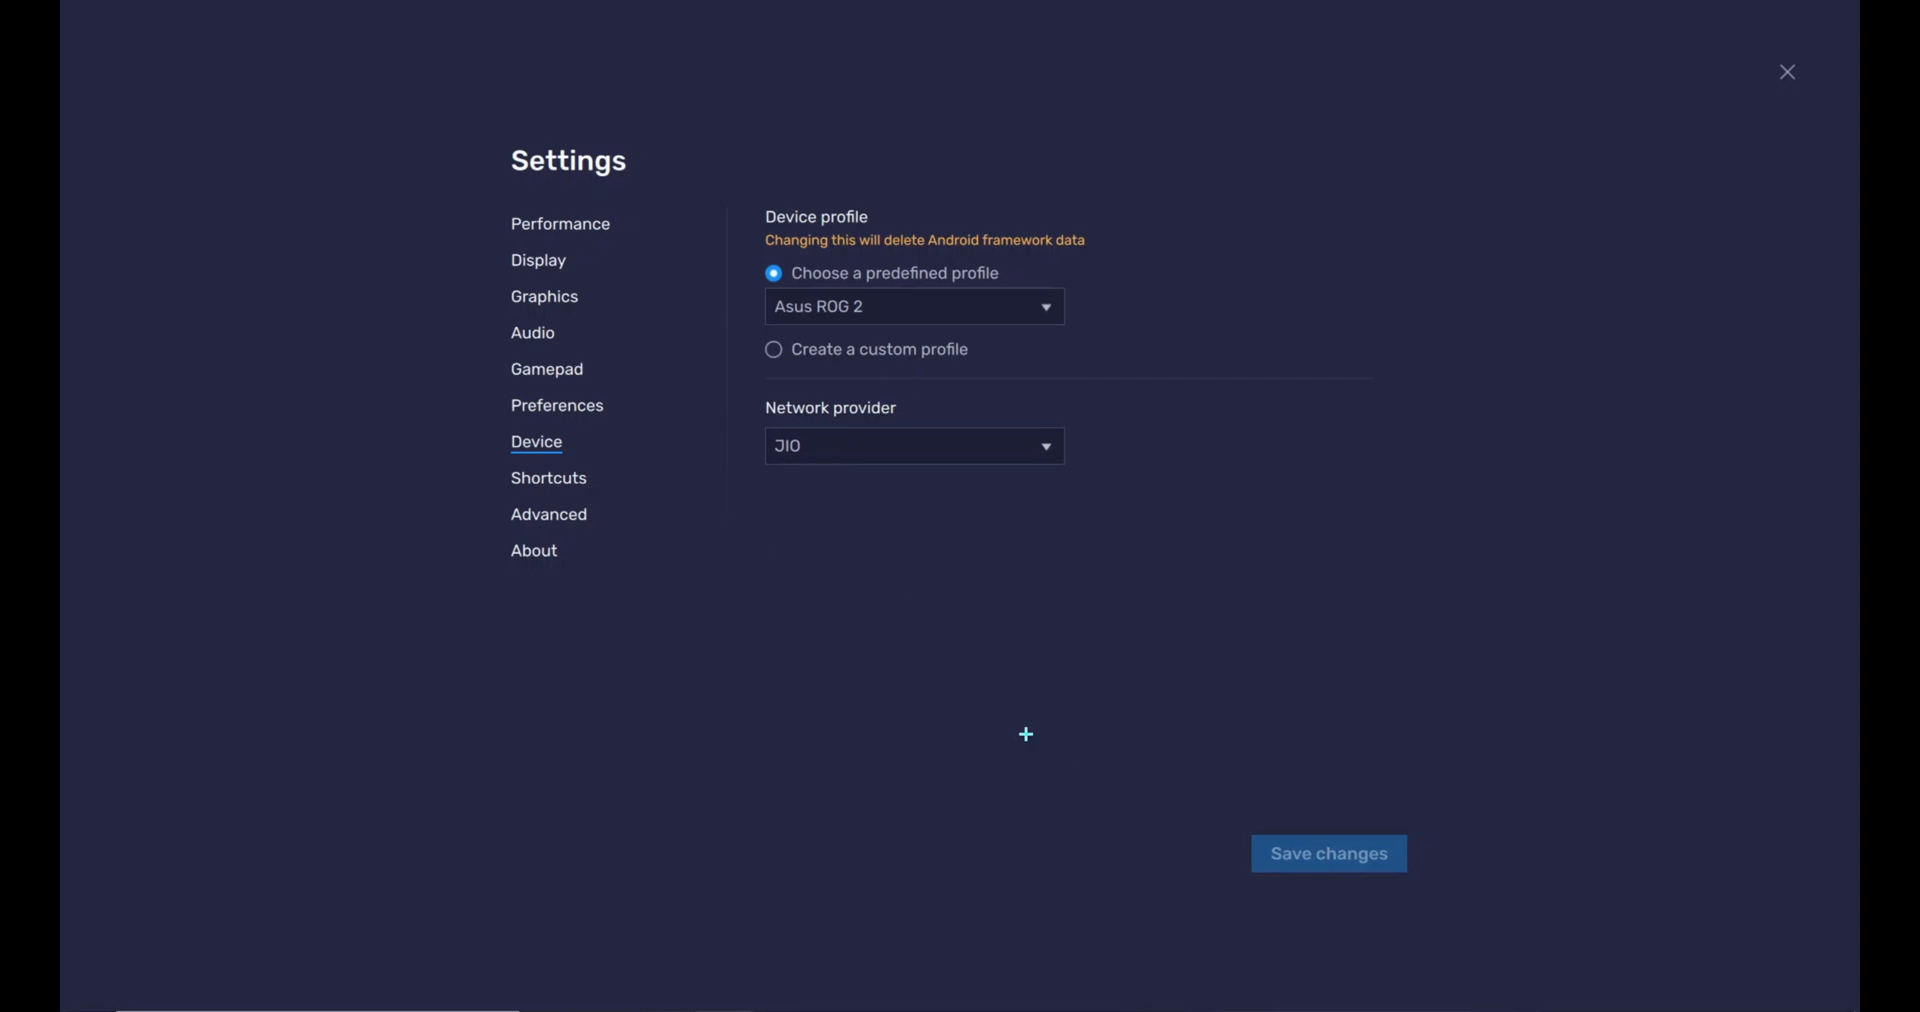 Settings
Performance
Display
Graphics
Audio
Gamepad
Preferences
Device
Shortcuts
Advanced
About
Device profile
Changing this will delete Android framework data
Choose a predefined profile
Asus ROG 2
Create a custom profile
Network provider
JIO
Save changes